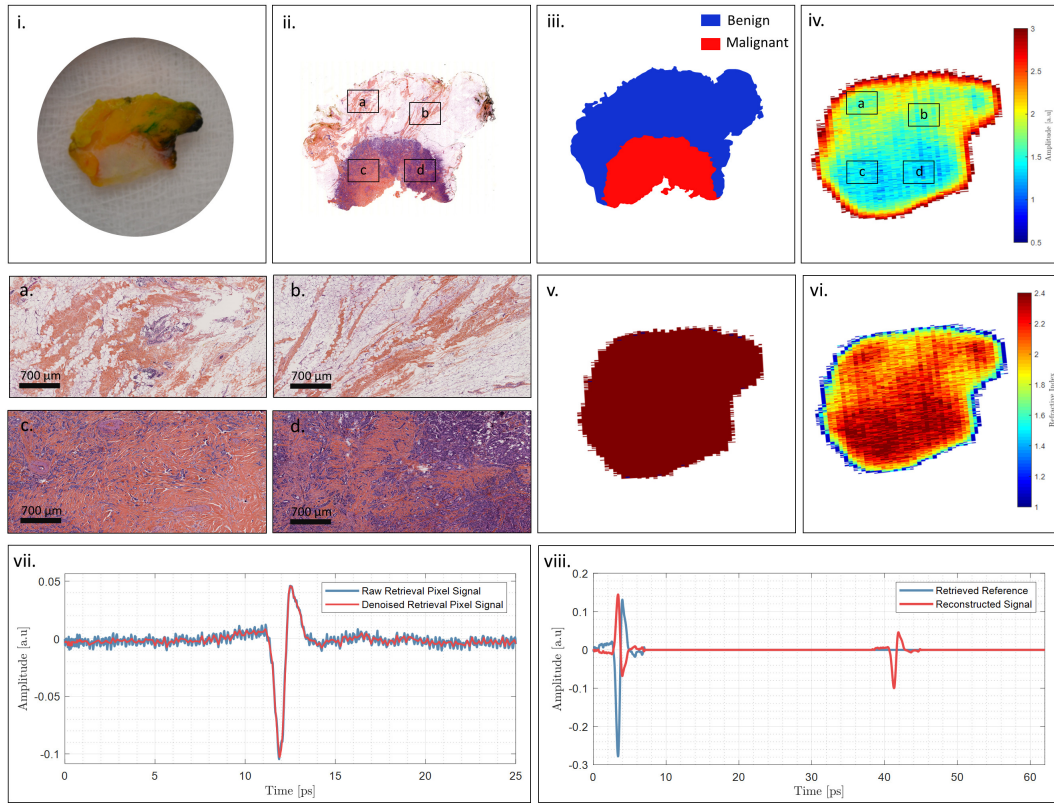 i.
ii.
a
b
c
d
iii.
Benign
Malignant
iv.
a
b
c
d
3
2.5
2
1.5
1
0.5
Amplitude [a.u]
a.
700 μm
b.
700 μm
c.
700 μm
d.
700 μm
v.
vi.
2.4
2.2
2
1.8
1.6
1.4
1.2
1
Refractive Index
vii.
0.05
0
-0.05
-0.1
Amplitude [a.u]
Raw Retrieval Pixel Signal
Denoised Retrieval Pixel Signal
0
5
10
15
20
25
Time [ps]
viii.
0.2
0.1
0
-0.1
-0.2
-0.3
Amplitude [a.u]
Retrieved Reference
Reconstructed Signal
0
10
20
30
40
50
60
Time [ps]